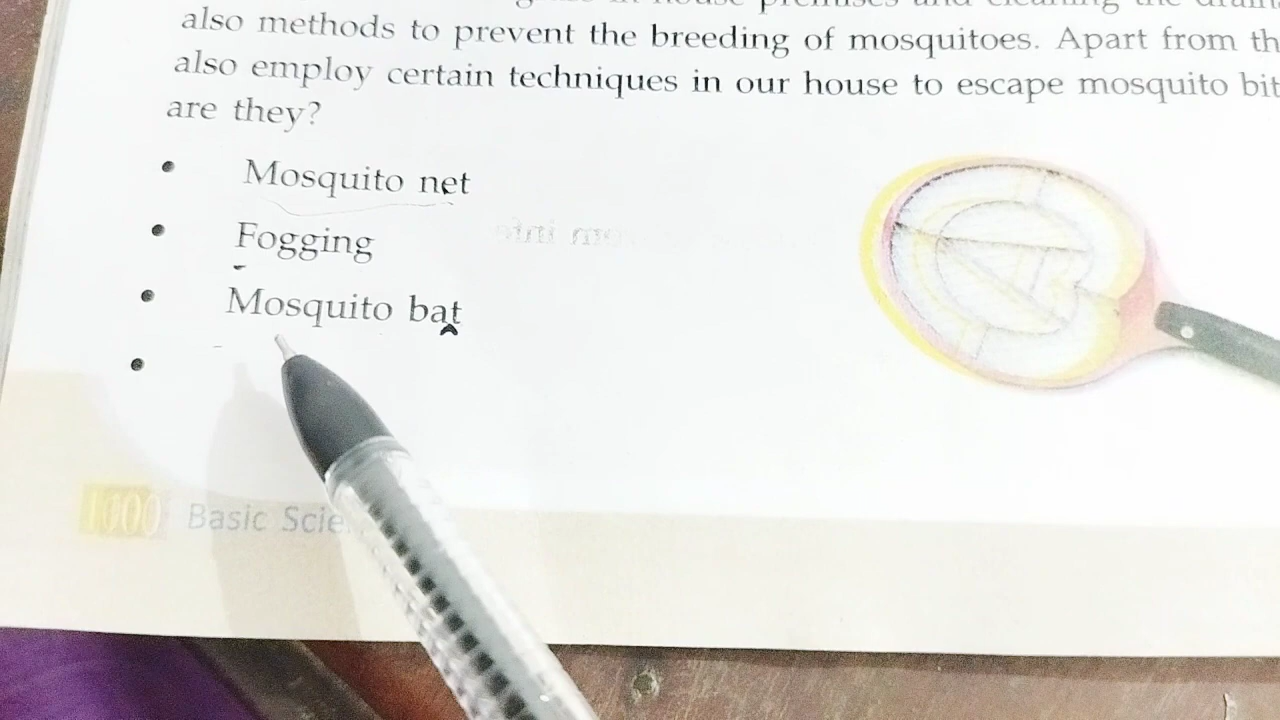 also methods to prevent the breeding of mosquitoes. Apart from th
also employ certain techniques in our house to escape mosquito bit
are they?
• Mosquito net
• Fogging
• Mosquito bat
•
Basic Scie